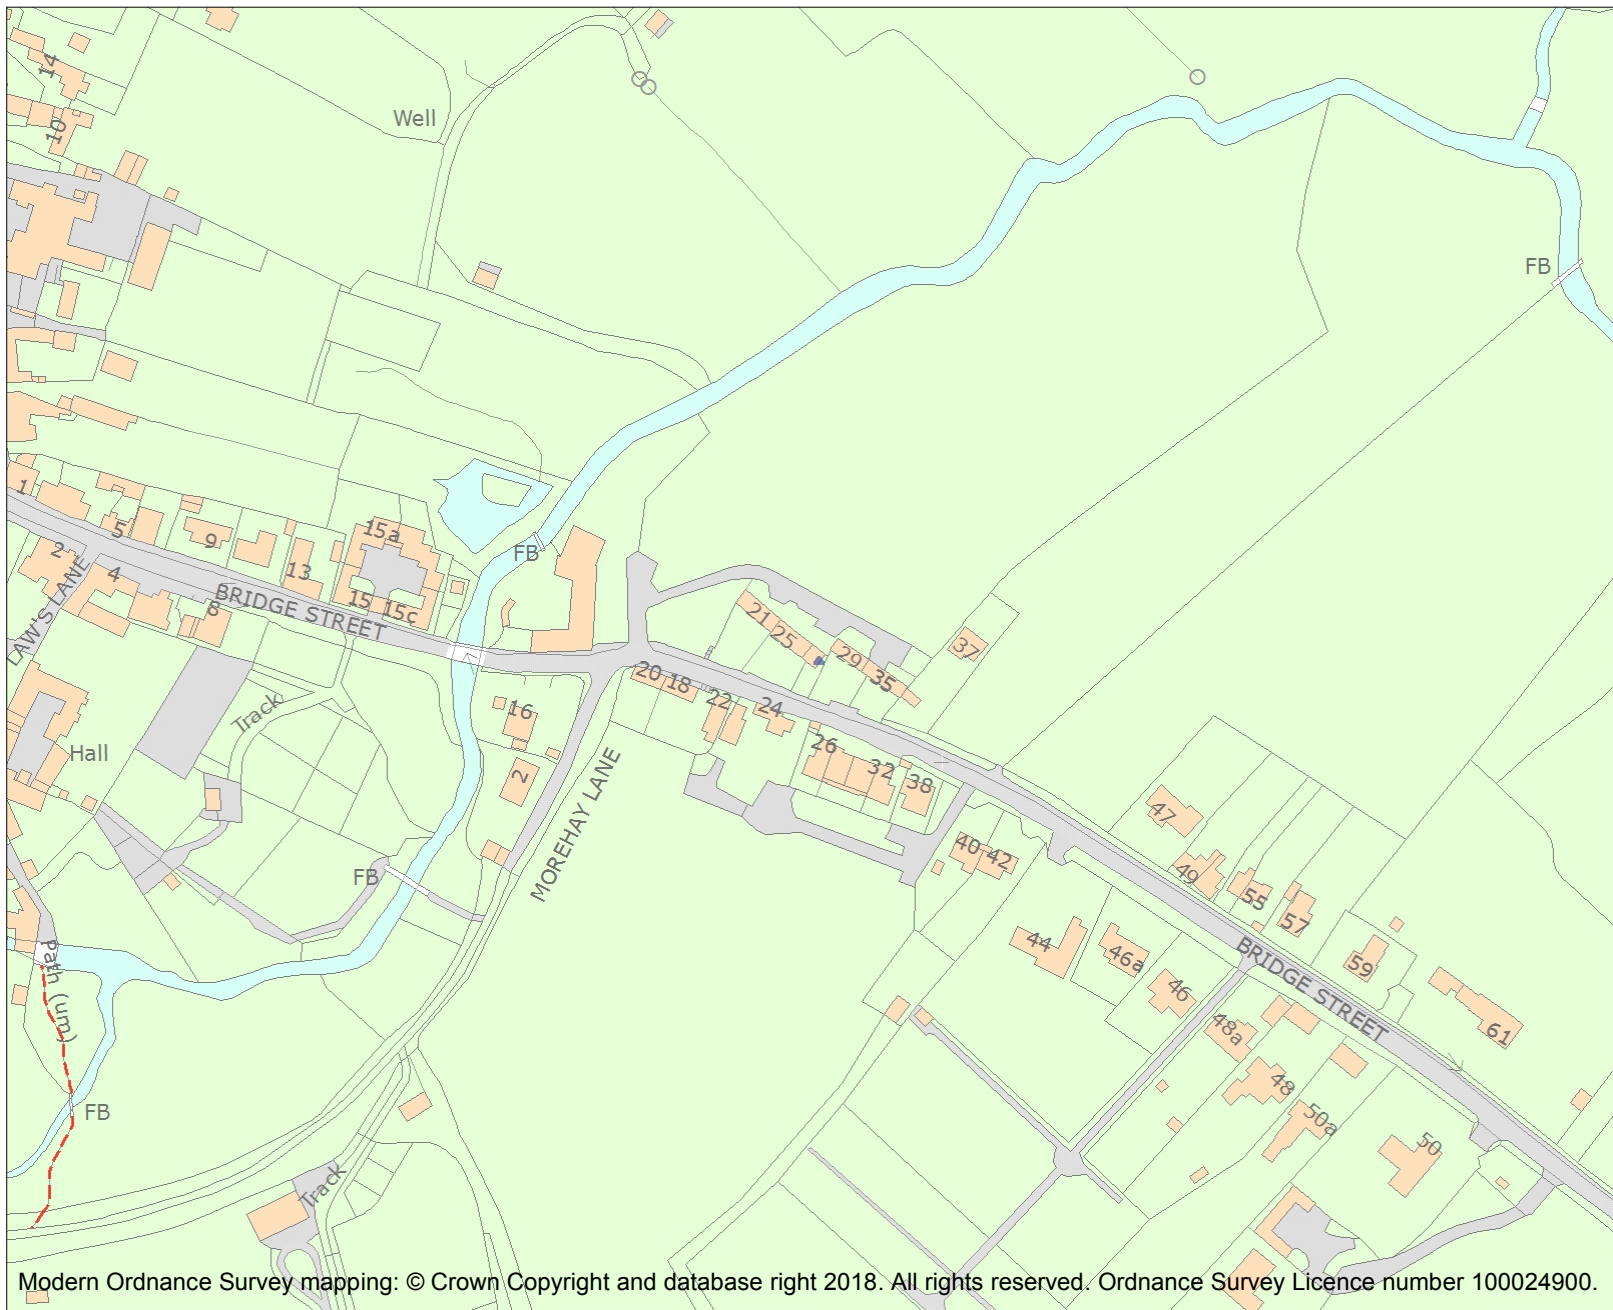 14
10
Well
FB
1
5
9
13
15a
15
15c
2
4
8
BRIDGE STREET
LAW'S LANE
FB
21
25
29
35
37
20
18
22
24
26
32
38
16
2
Track
Hall
MOREHAY LANE
40
42
47
49
55
57
59
61
FB
44
46a
46
BRIDGE STREET
48a
48
50a
50
Path (um)
FB
Track
Modern Ordnance Survey mapping: © Crown Copyright and database right 2018. All rights reserved. Ordnance Survey Licence number 100024900.